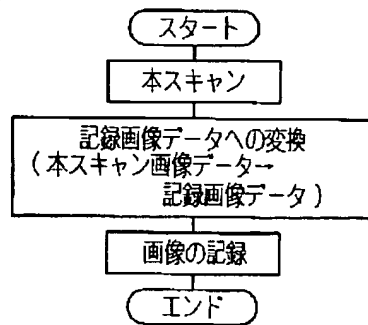 スタート
本スキャン
記録画像データへの変換
(本スキャン画像データ→
記録画像データ)
画像の記録
エンド